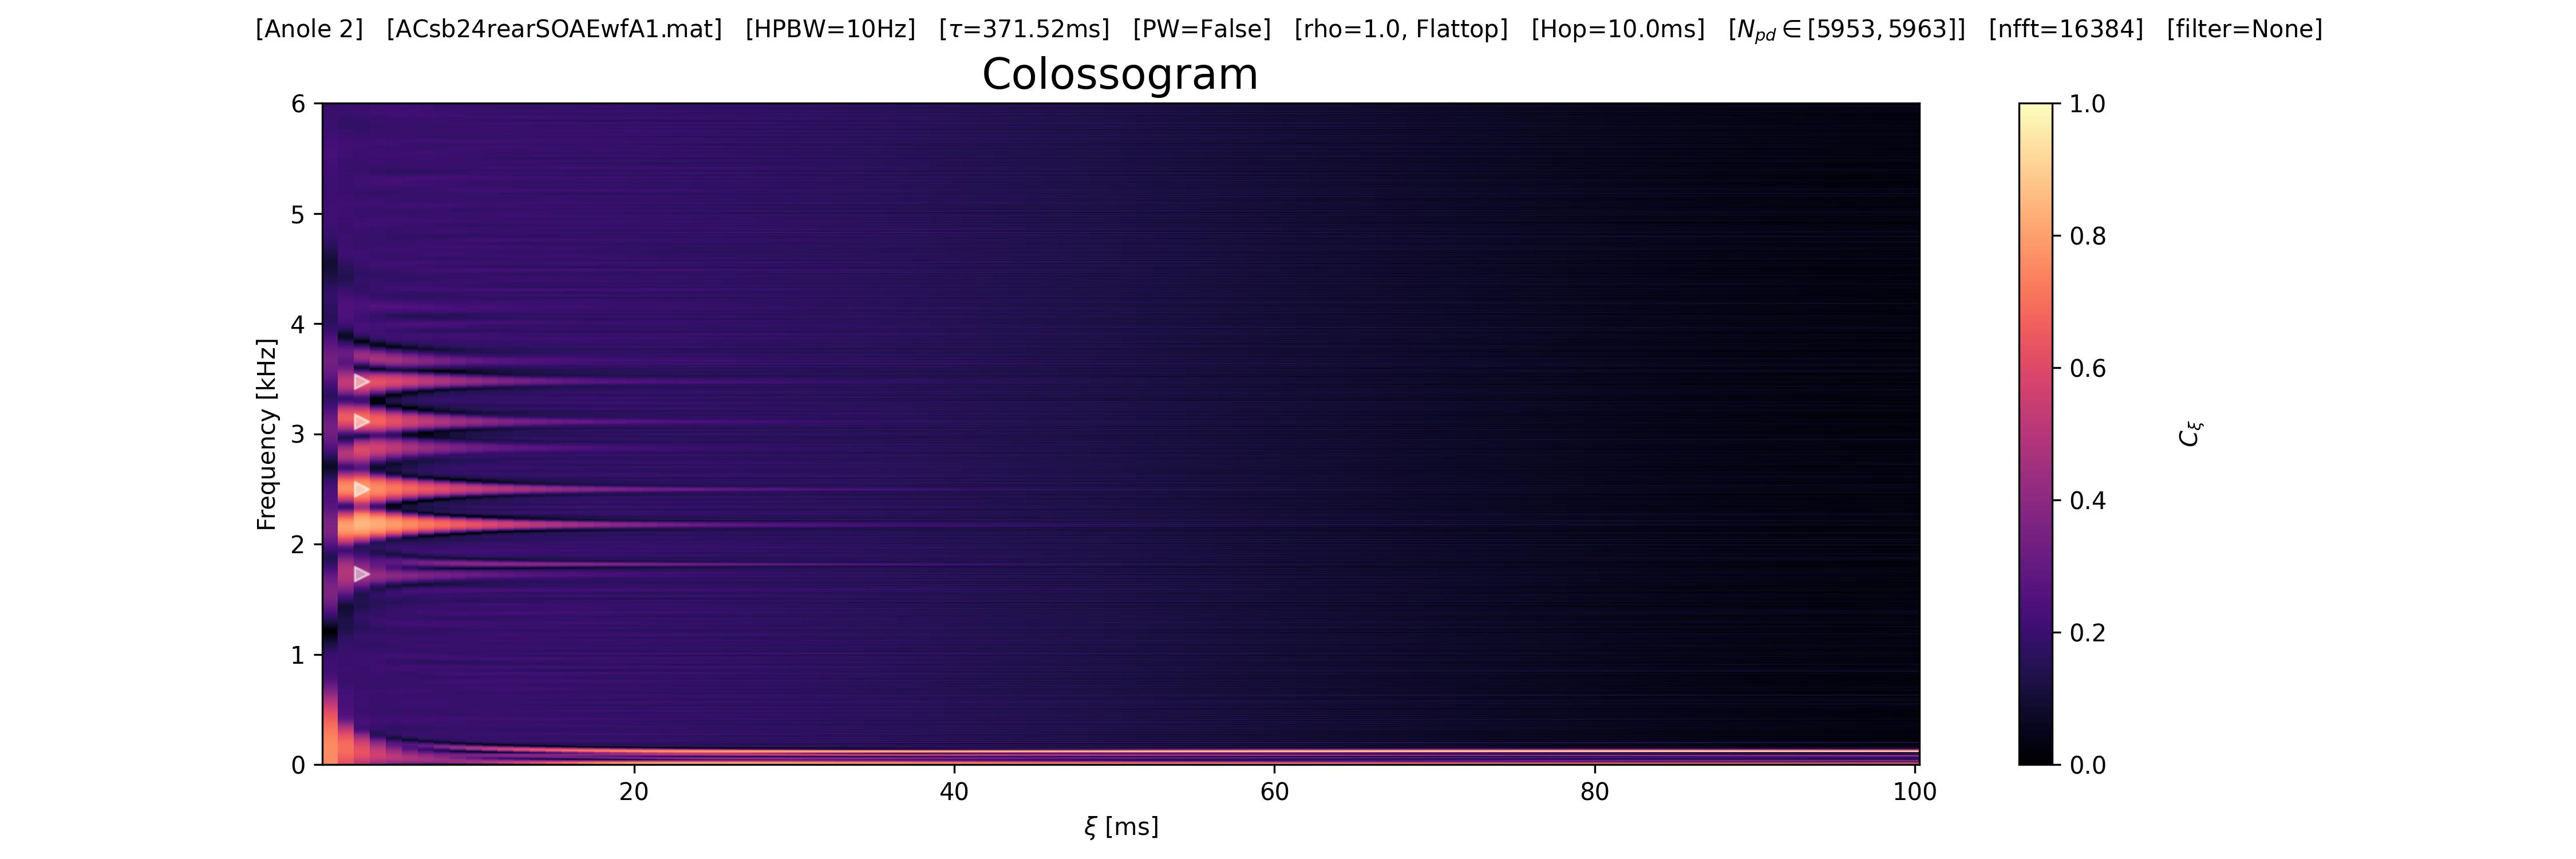 [Anole 2] [ACsb24rearSOAEwfA1.mat] [HPBW=10Hz] [τ=371.52ms] [PW=False] [rho=1.0, Flattop] [Hop=10.0ms] [N_pd ∈ [5953, 5963]] [nfft=16384] [filter=None]
Colossogram
6
5
4
3
2
1
0
Frequency [kHz]
20 40 60 80 100
ξ [ms]
1.0
0.8
0.6
0.4
0.2
0.0
C_ξ